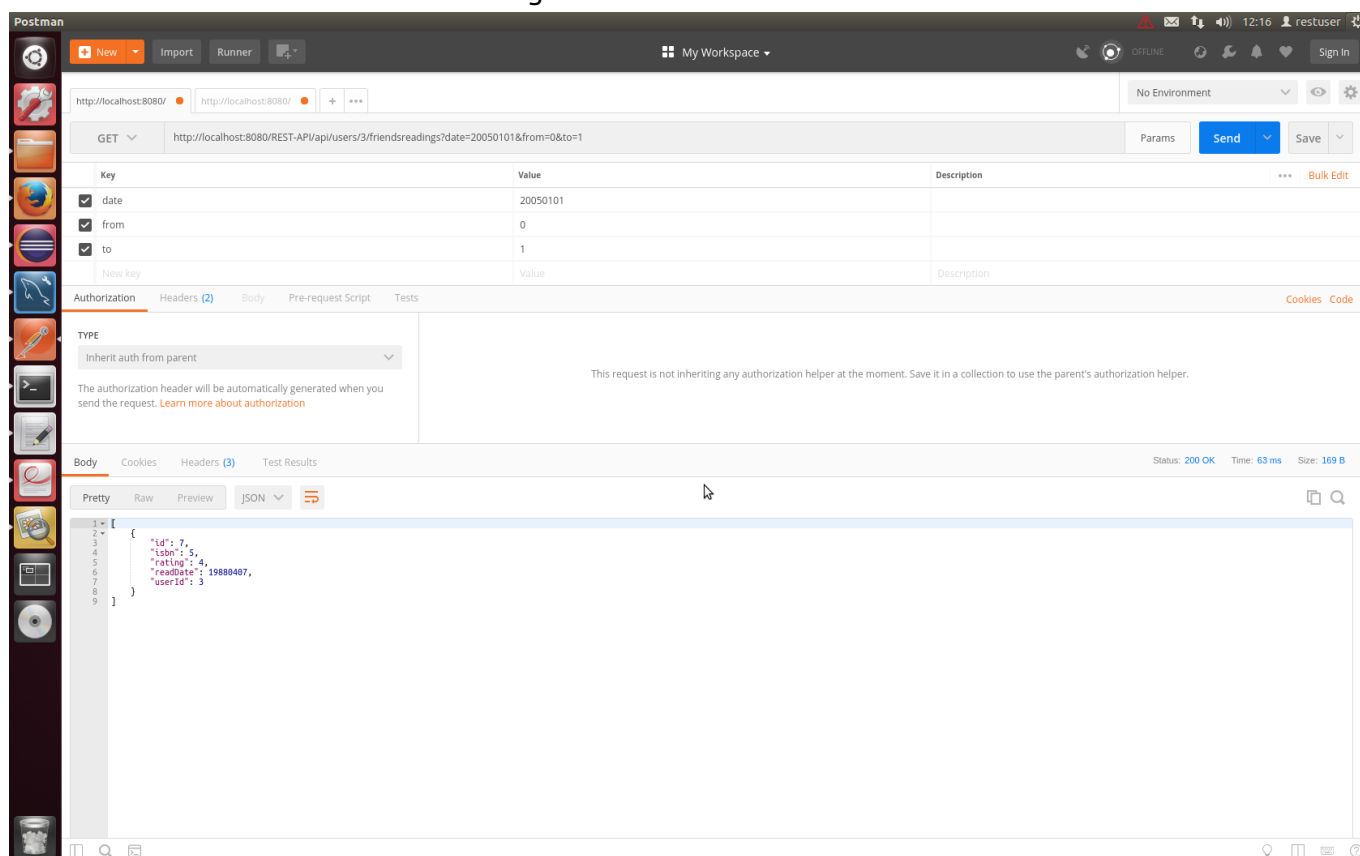 Postman
12:16 restuser
New Import Runner My Workspace OFFLINE Sign In
http://localhost:8080/ http://localhost:8080/ + ••• No Environment
GET http://localhost:8080/REST-API/api/users/3/friendsreadings?date=20050101&from=0&to=1 Params Send Save
Key Value Description ••• Bulk Edit
date 20050101
from 0
to 1
New key Value Description
Authorization Headers (2) Body Pre-request Script Tests Cookies Code
TYPE
Inherit auth from parent
The authorization header will be automatically generated when you
send the request. Learn more about authorization
This request is not inheriting any authorization helper at the moment. Save it in a collection to use the parent's authorization helper.
Body Cookies Headers (3) Test Results Status: 200 OK Time: 63 ms Size: 169 B
Pretty Raw Preview JSON
1 [
2 {
3 "id": 7,
4 "isbn": 5,
5 "rating": 4,
6 "readDate": 19880407,
7 "userId": 3
8 }
9 ]